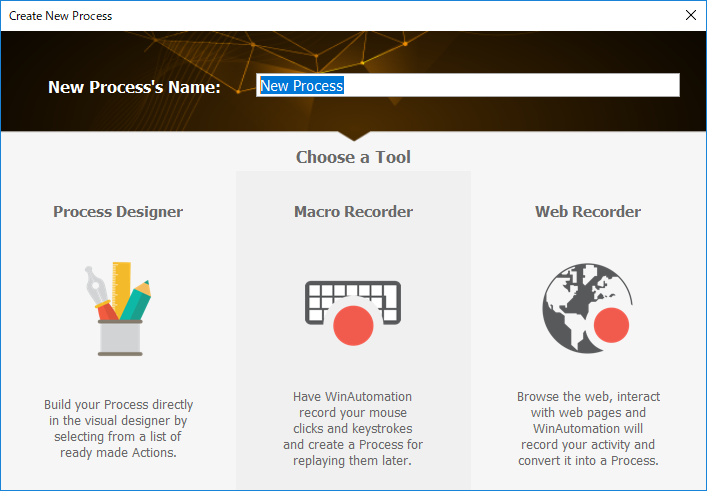 Create New Process
New Process's Name:
New Process
Choose a Tool
Process Designer
Macro Recorder
Web Recorder
Build your Process directly
in the visual designer by
selecting from a list of
ready made Actions.
Have WinAutomation
record your mouse
clicks and keystrokes
and create a Process for
replaying them later.
Browse the web, interact
with web pages and
WinAutomation will
record your activity and
convert it into a Process.